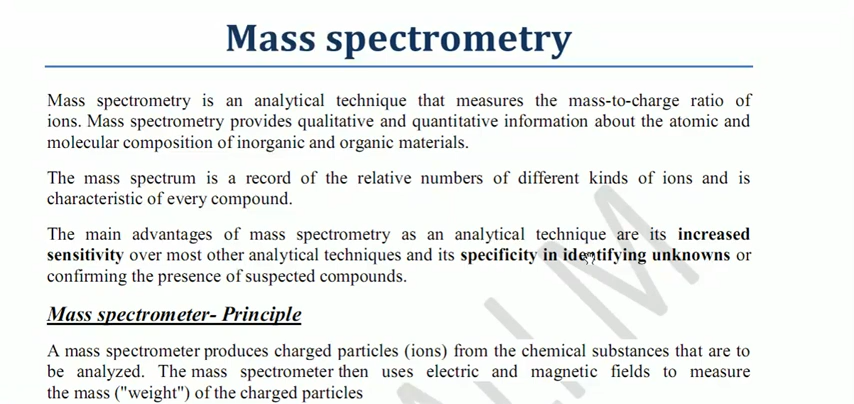 Mass spectrometry
Mass spectrometry is an analytical technique that measures the mass-to-charge ratio of
ions. Mass spectrometry provides qualitative and quantitative information about the atomic and
molecular composition of inorganic and organic materials.
The mass spectrum is a record of the relative numbers of different kinds of ions and is
characteristic of every compound.
The main advantages of mass spectrometry as an analytical technique are its increased
sensitivity over most other analytical techniques and its specificity in identifying unknowns or
confirming the presence of suspected compounds.
Mass spectrometer- Principle
A mass spectrometer produces charged particles (ions) from the chemical substances that are to
be analyzed. The mass spectrometer then uses electric and magnetic fields to measure
the mass ("weight") of the charged particles